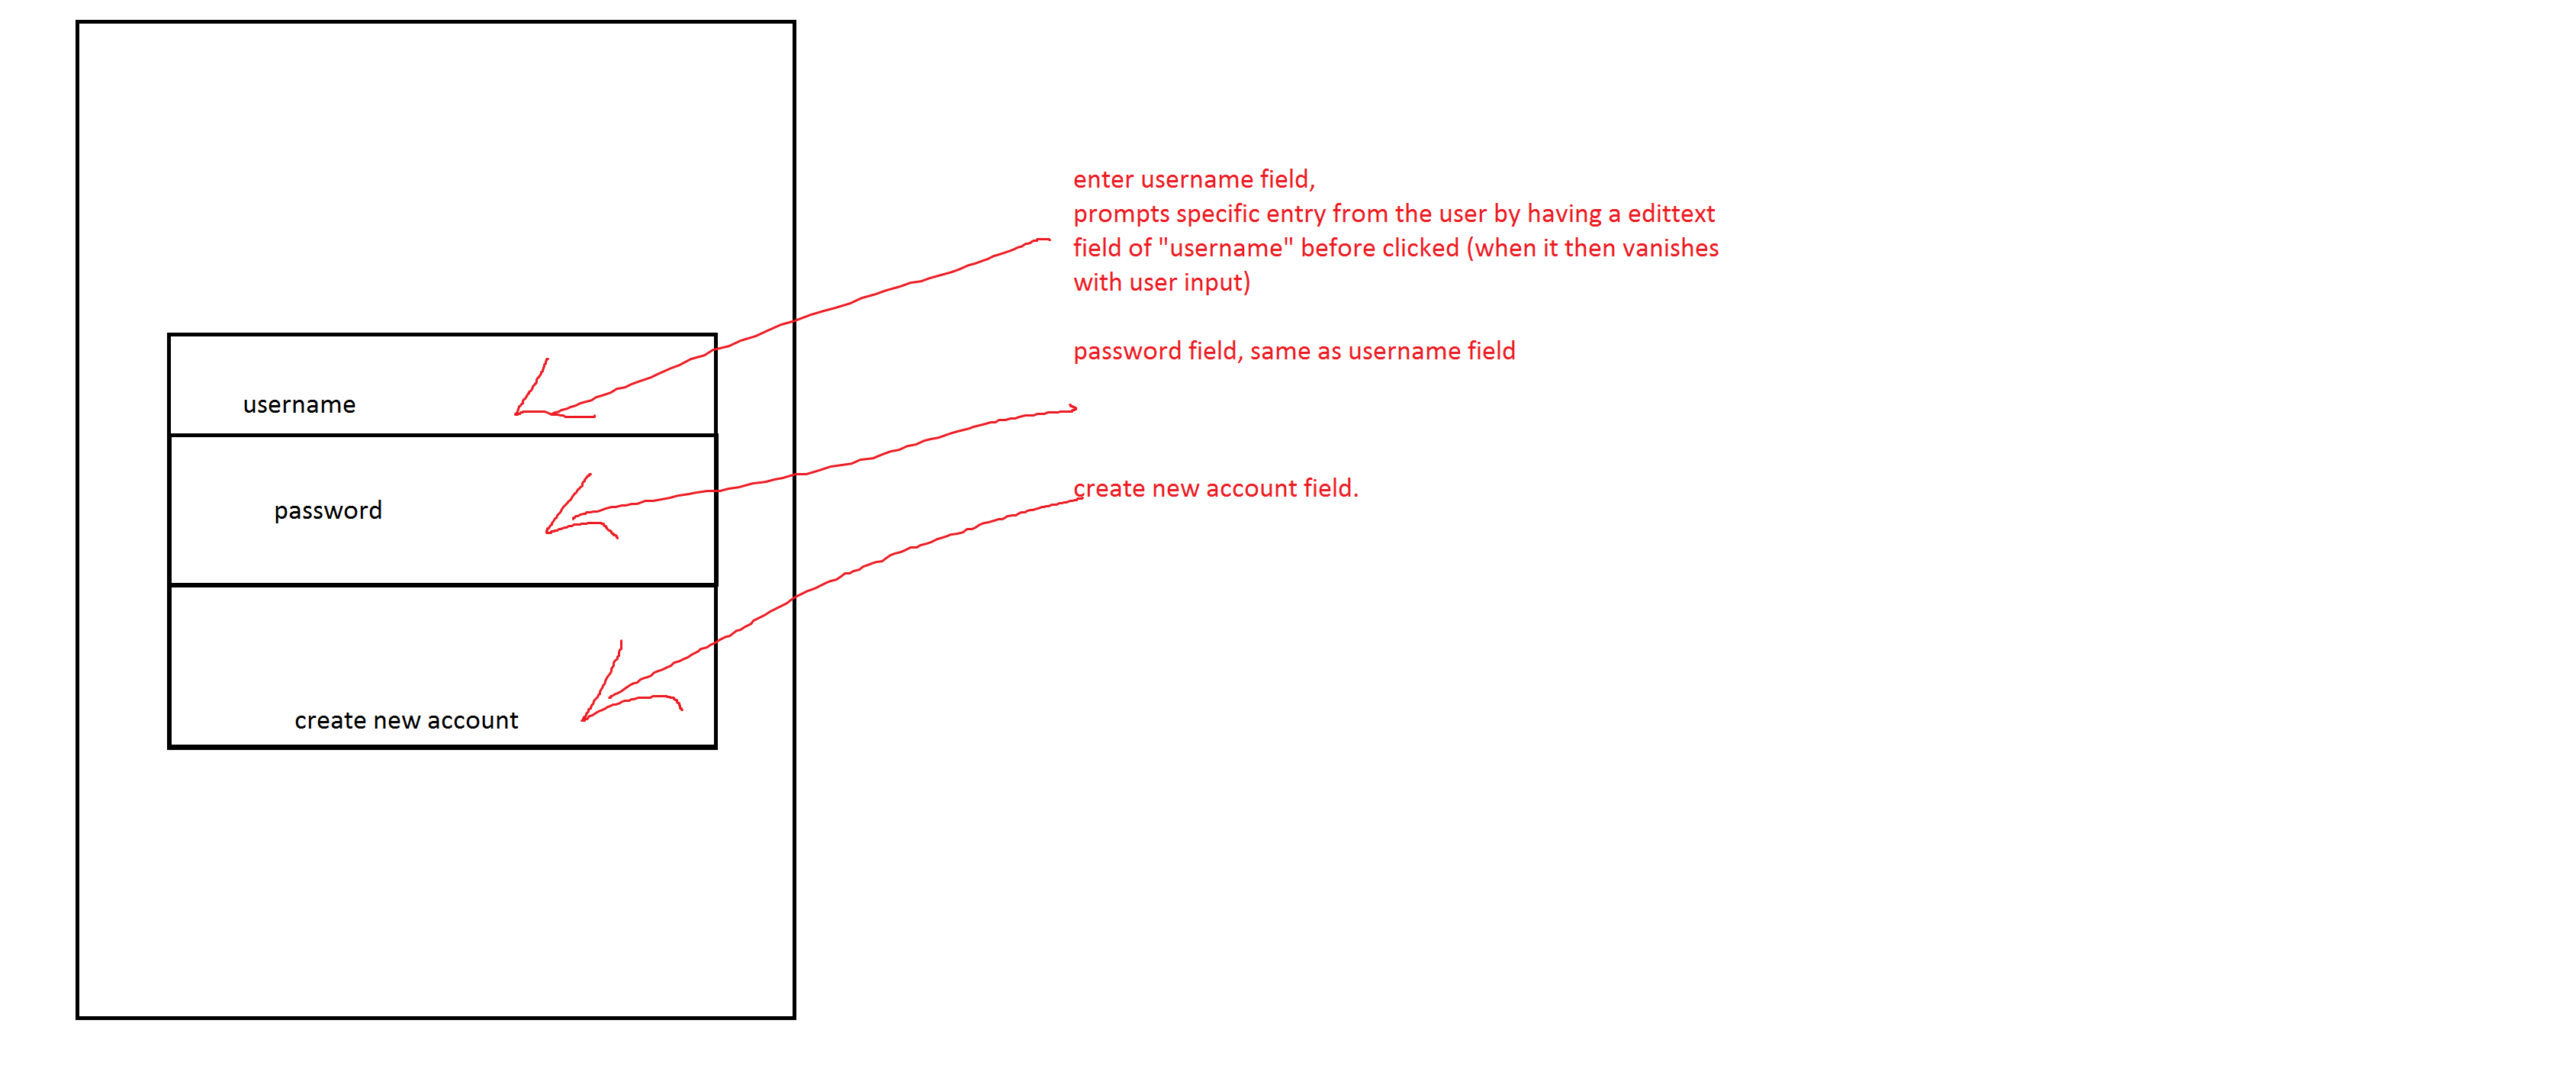 enter username field,
prompts specific entry from the user by having a edittext
field of "username" before clicked (when it then vanishes
with user input)
password field, same as username field
create new account field.
username
password
create new account